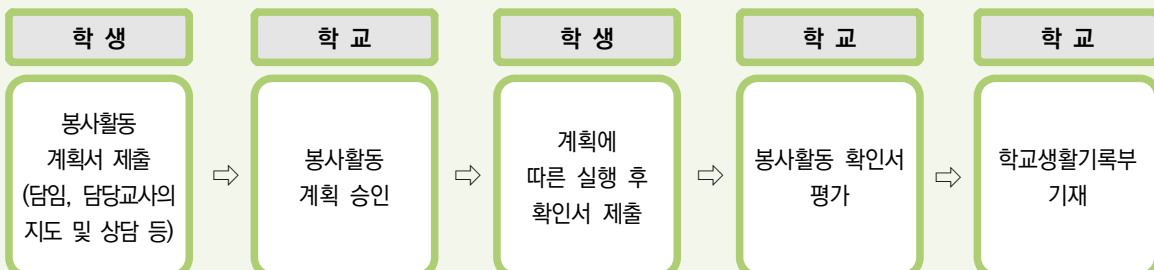 학 생
봉사활동
계획서 제출
(담임, 담당교사의
지도 및 상담 등)
⇨
학 교
봉사활동
계획 승인
⇨
학 생
계획에
따른 실행 후
확인서 제출
⇨
학 교
봉사활동 확인서
평가
⇨
학 교
학교생활기록부
기재